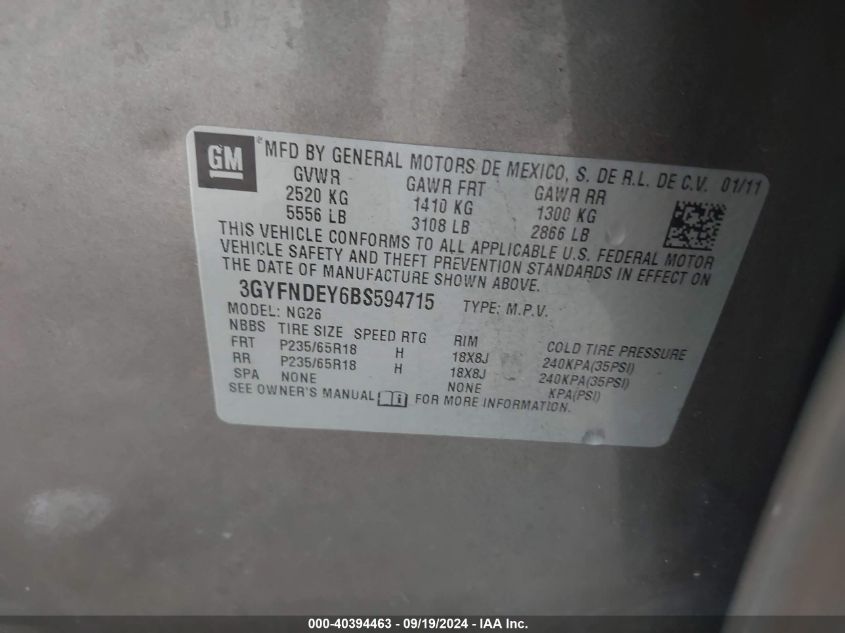 GM MFD BY GENERAL MOTORS DE MEXICO, S. DE R.L. DE C.V. 01/11
GVWR GAWR FRT GAWR RR
2520 KG 1410 KG 1300 KG
5556 LB 3108 LB 2866 LB
THIS VEHICLE CONFORMS TO ALL APPLICABLE U.S. FEDERAL MOTOR
VEHICLE SAFETY AND THEFT PREVENTION STANDARDS IN EFFECT ON
THE DATE OF MANUFACTURE SHOWN ABOVE.
3GYFNDEY6BS594715 TYPE: M.P.V.
MODEL: NG26
NBBS TIRE SIZE SPEED RTG RIM COLD TIRE PRESSURE
FRT P235/65R18 H 18X8J 240KPA(35PSI)
RR P235/65R18 H 18X8J 240KPA(35PSI)
SPA NONE NONE KPA(PSI)
SEE OWNER'S MANUAL FOR MORE INFORMATION.
000-40394463 - 09/19/2024 - IAA Inc.